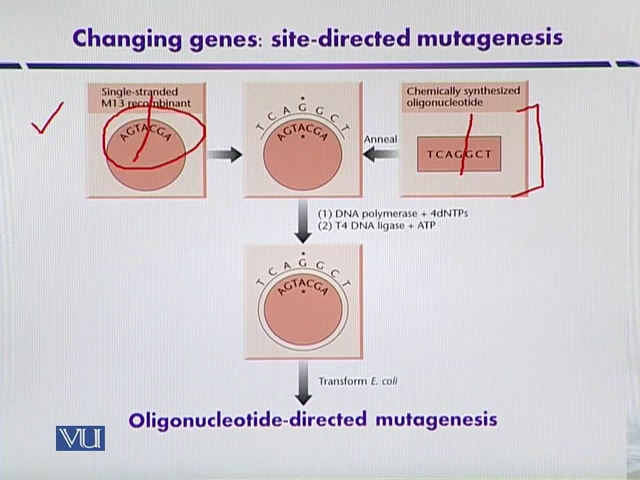 Changing genes: site-directed mutagenesis
Single-stranded
M13 recombinant
AGTACGA
TCAGGCT
AGTACGA
Anneal
Chemically synthesized
oligonucleotide
TCAGGCT
(1) DNA polymerase + 4dNTPs
(2) T4 DNA ligase + ATP
TCAGGCT
AGTACGA
Transform E. coli
Oligonucleotide-directed mutagenesis
VU